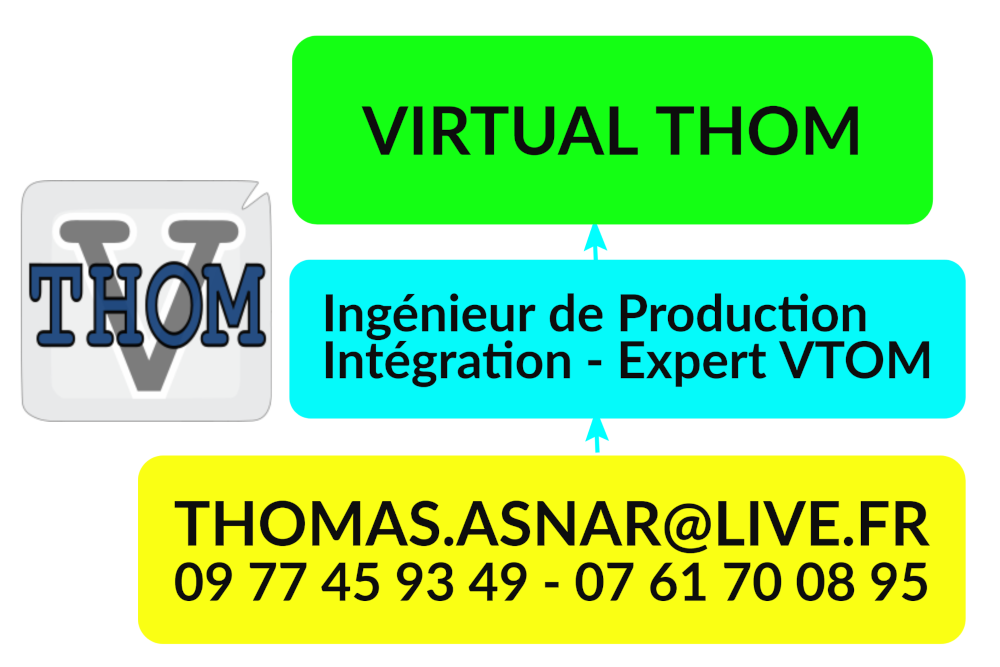 VIRTUAL THOM
V
THOM
Ingénieur de Production
Intégration - Expert VTOM
THOMAS.ASNAR@LIVE.FR
09 77 45 93 49 - 07 61 70 08 95